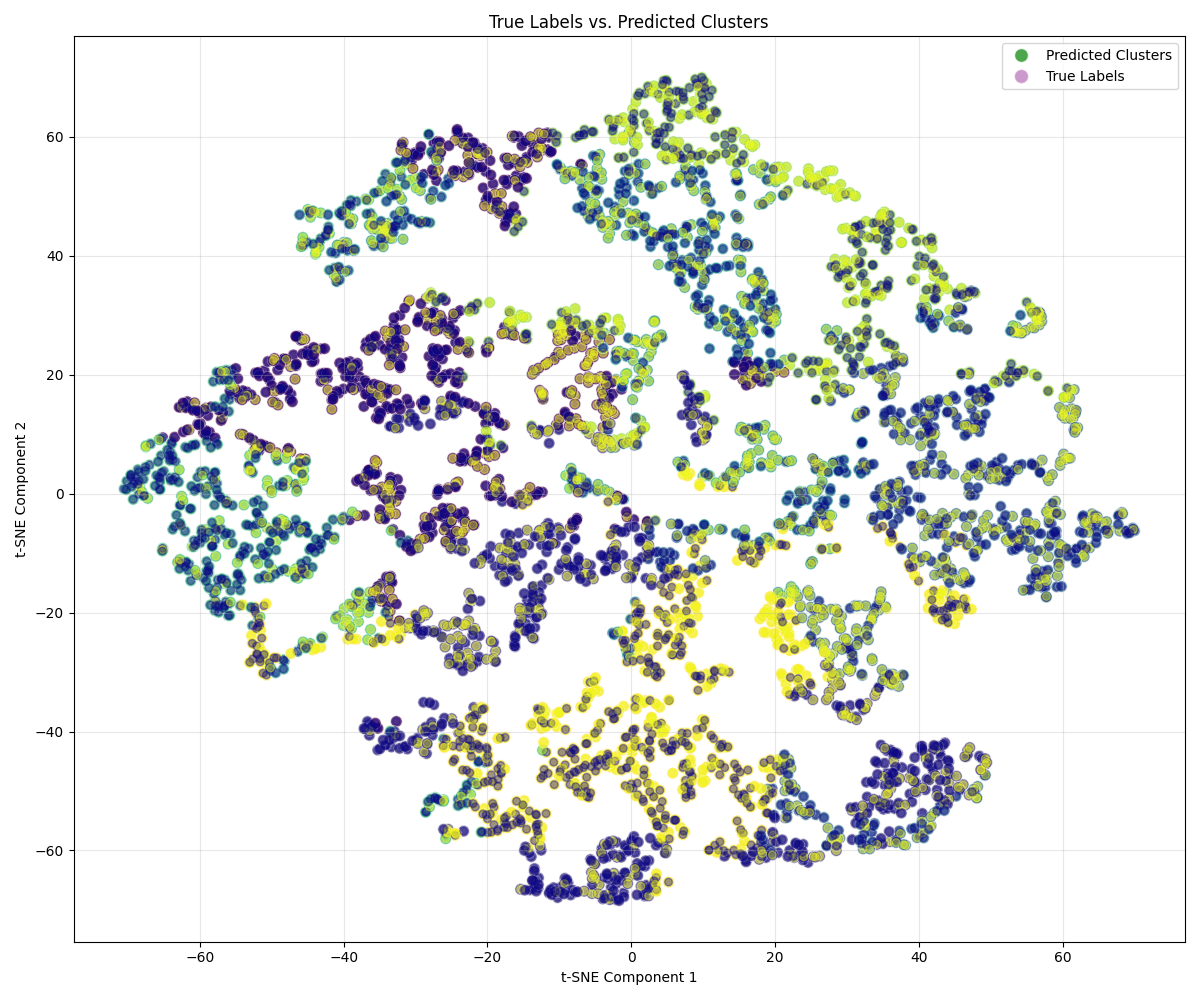 True Labels vs. Predicted Clusters
Predicted Clusters
True Labels
60
40
20
0
−20
−40
−60
t-SNE Component 2
−60 −40 −20 0 20 40 60
t-SNE Component 1